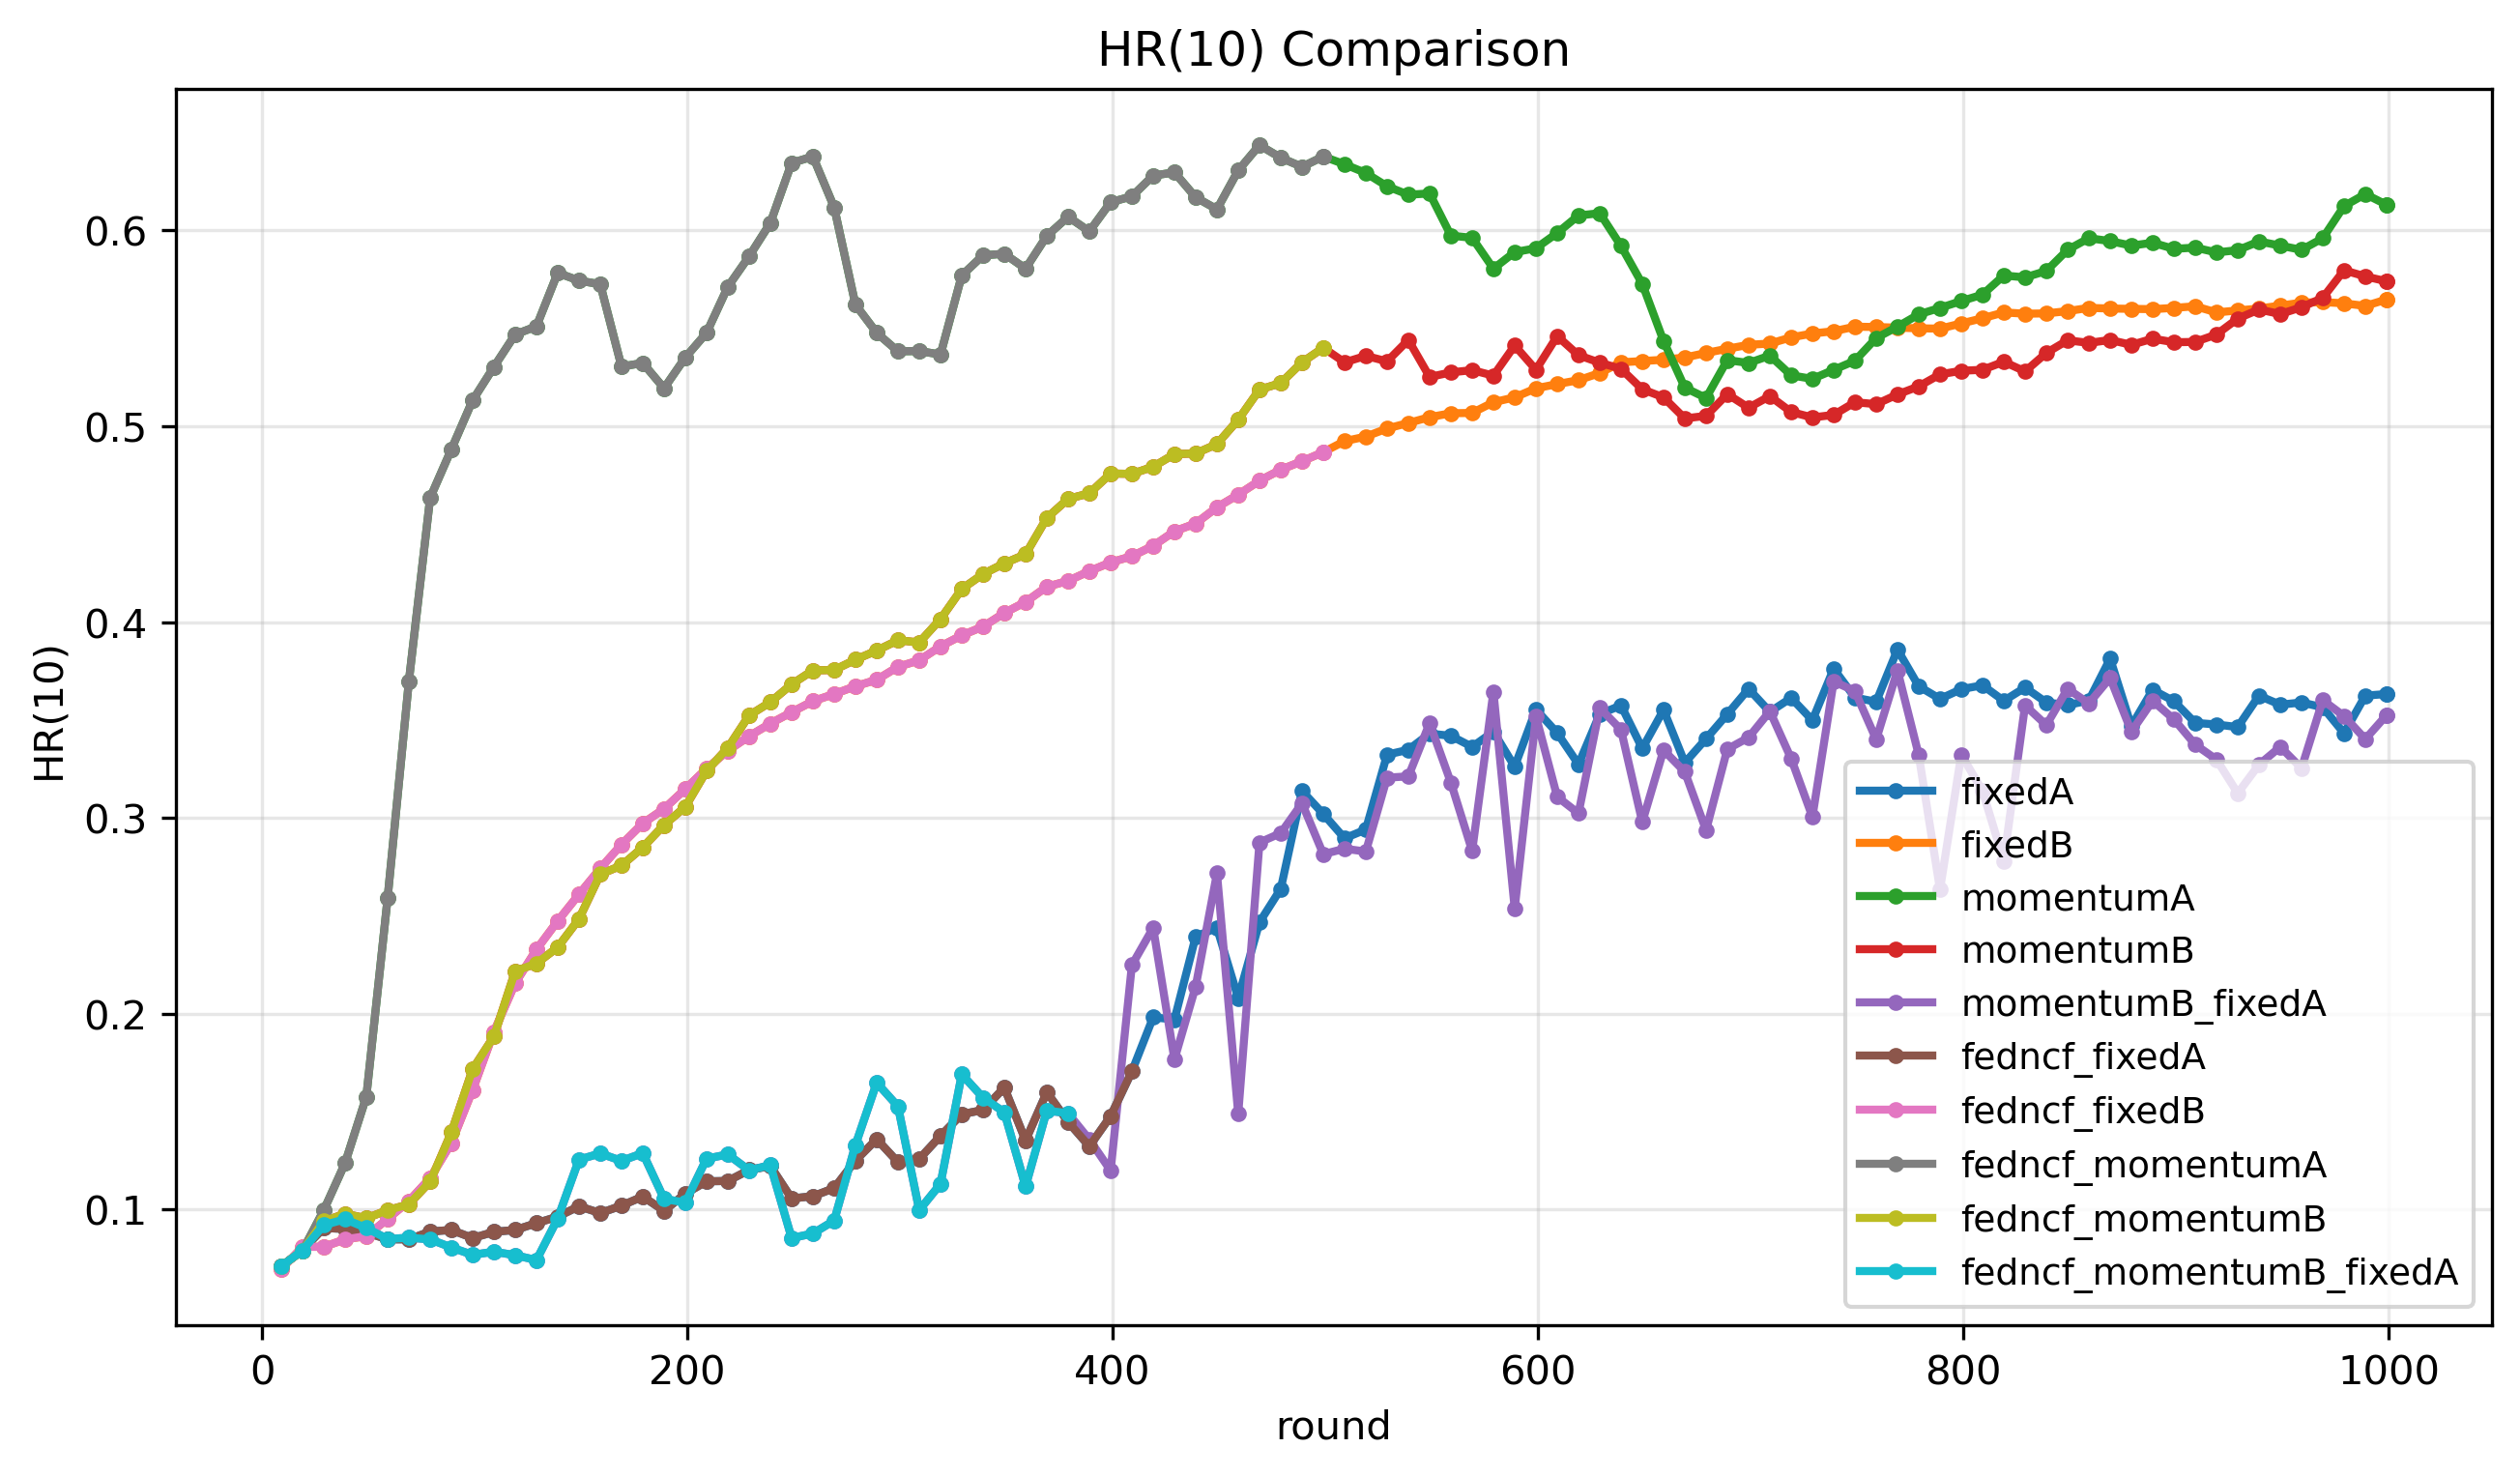 HR(10) Comparison
HR(10)
0.6
0.5
0.4
0.3
0.2
0.1
0 200 400 600 800 1000
round
fixedA
fixedB
momentumA
momentumB
momentumB_fixedA
fedncf_fixedA
fedncf_fixedB
fedncf_momentumA
fedncf_momentumB
fedncf_momentumB_fixedA